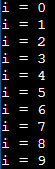 i = 0
i = 1
i = 2
i = 3
i = 4
i = 5
i = 6
i = 7
i = 8
i = 9